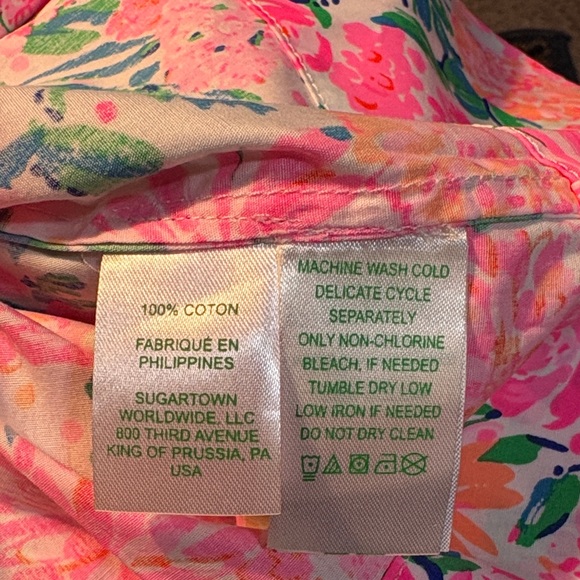 100% COTON
FABRIQUÉ EN
PHILIPPINES
SUGARTOWN
WORLDWIDE, LLC
800 THIRD AVENUE
KING OF PRUSSIA, PA
USA
MACHINE WASH COLD
DELICATE CYCLE
SEPARATELY
ONLY NON-CHLORINE
BLEACH, IF NEEDED
TUMBLE DRY LOW
LOW IRON IF NEEDED
DO NOT DRY CLEAN